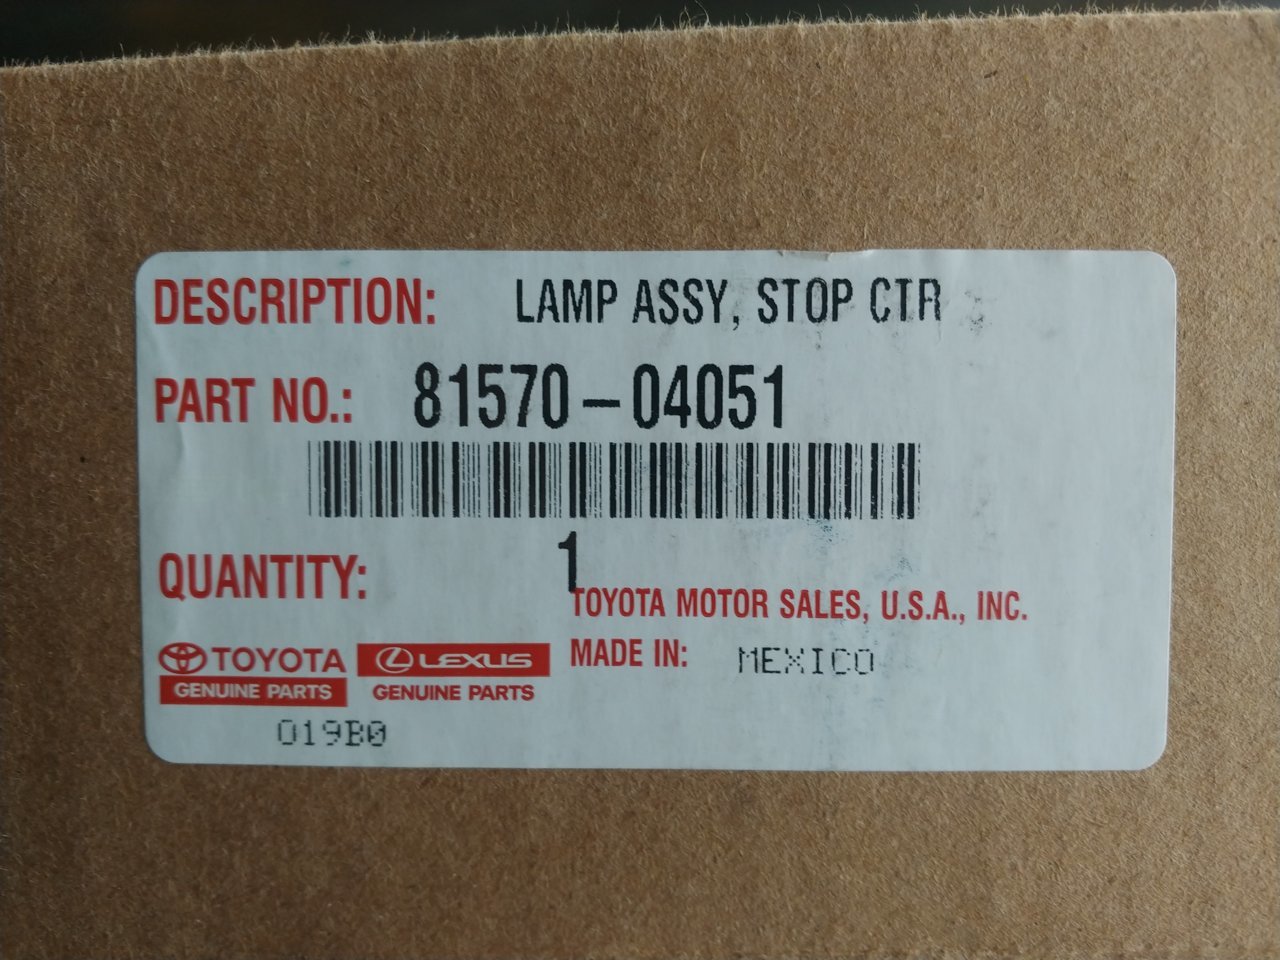 DESCRIPTION: LAMP ASSY, STOP CTR
PART NO.: 81570-04051
QUANTITY: 1
TOYOTA MOTOR SALES, U.S.A., INC.
MADE IN: MEXICO
TOYOTA LEXUS
GENUINE PARTS GENUINE PARTS
019B0